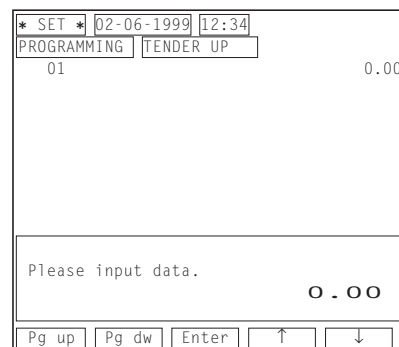 * SET * 02-06-1999 12:34
PROGRAMMING TENDER UP
01 0.00
Please input data.
0.00
Pg up Pg dw Enter ↑ ↓